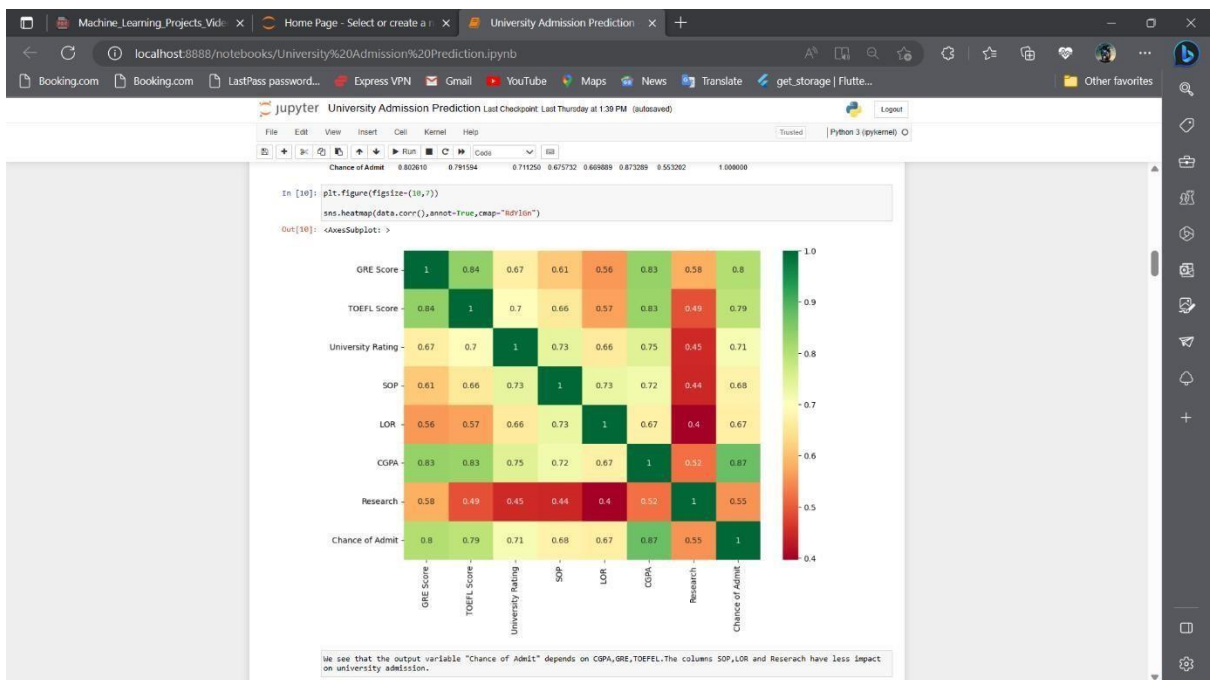 Machine_Learning_Projects_Vide
Home Page - Select or create a n
University Admission Prediction
localhost:8888/notebooks/University%20Admission%20Prediction.ipynb
Booking.com Booking.com LastPass password... Express VPN Gmail YouTube Maps News Translate get_storage | Flutte... Other favorites
jupyter University Admission Prediction Last Checkpoint: Last Thursday at 1:39 PM (autosaved) Logout
File Edit View Insert Cell Kernel Help Trusted Python 3 (ipykernel)
Run Code
Chance of Admit 0.802610 0.791594 0.711250 0.675732 0.669889 0.873289 0.553202 1.000000
In [10]: plt.figure(figsize=(10,7))
sns.heatmap(data.corr(),annot=True,cmap="RdYlGn")
Out[10]: <AxesSubplot: >
1.0
GRE Score 1 0.84 0.67 0.61 0.56 0.83 0.58 0.8
0.9
TOEFL Score 0.84 1 0.7 0.66 0.57 0.83 0.49 0.79
University Rating 0.67 0.7 1 0.73 0.66 0.75 0.45 0.71
0.8
SOP 0.61 0.66 0.73 1 0.73 0.72 0.44 0.68
0.7
LOR 0.56 0.57 0.66 0.73 1 0.67 0.4 0.67
0.6
CGPA 0.83 0.83 0.75 0.72 0.67 1 0.52 0.87
Research 0.58 0.49 0.45 0.44 0.4 0.52 1 0.55
0.5
Chance of Admit 0.8 0.79 0.71 0.68 0.67 0.87 0.55 1
0.4
GRE Score
TOEFL Score
University Rating
SOP
LOR
CGPA
Research
Chance of Admit
We see that the output variable "Chance of Admit" depends on CGPA,GRE,TOEFEL.The columns SOP,LOR and Reserach have less impact
on university admission.